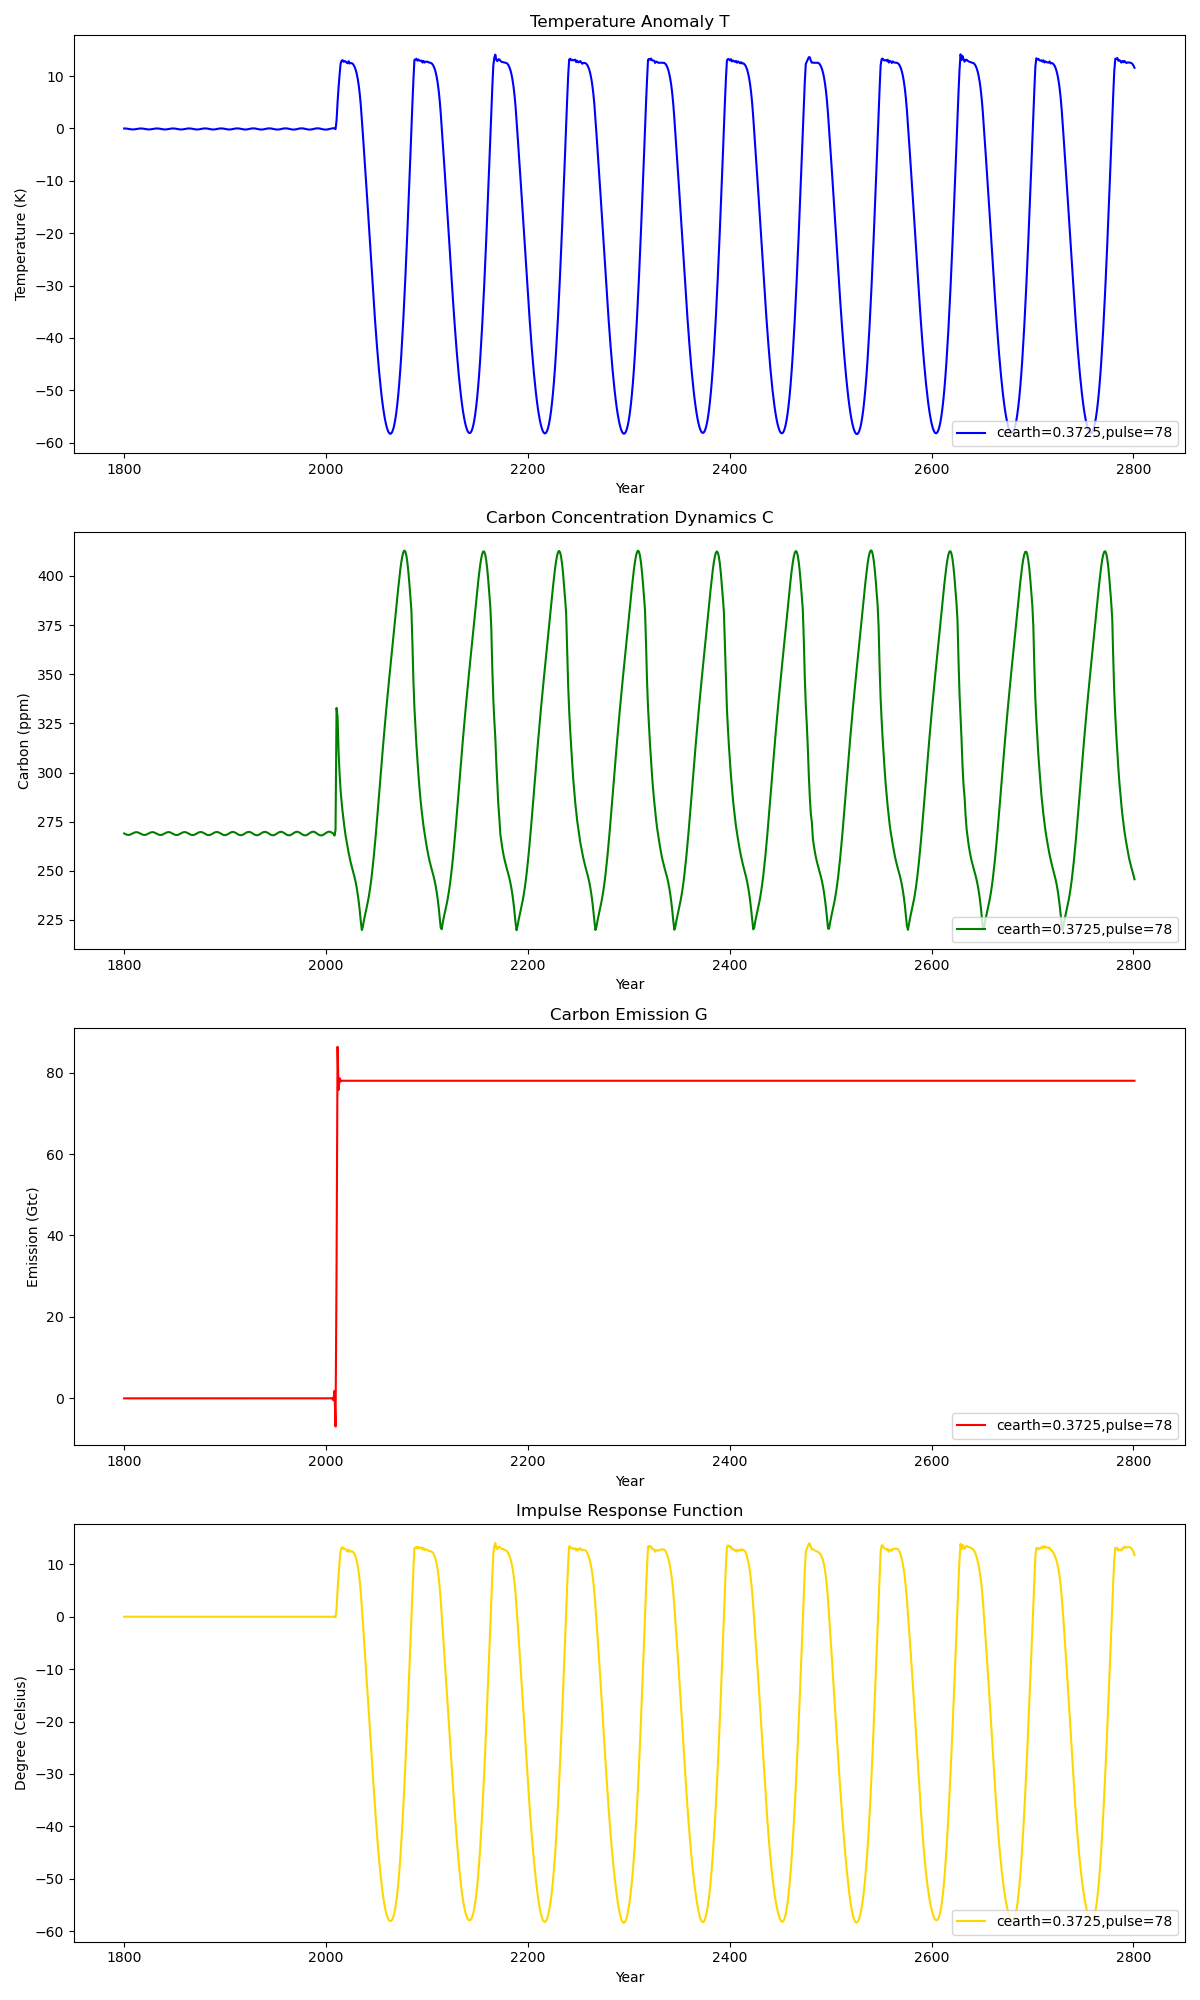 Temperature Anomaly T
Temperature (K)
10
0
−10
−20
−30
−40
−50
−60
cearth=0.3725,pulse=78
1800 2000 2200 2400 2600 2800
Year
Carbon Concentration Dynamics C
Carbon (ppm)
400
375
350
325
300
275
250
225
cearth=0.3725,pulse=78
1800 2000 2200 2400 2600 2800
Year
Carbon Emission G
Emission (Gtc)
80
60
40
20
0
cearth=0.3725,pulse=78
1800 2000 2200 2400 2600 2800
Year
Impulse Response Function
Degree (Celsius)
10
0
−10
−20
−30
−40
−50
−60
cearth=0.3725,pulse=78
1800 2000 2200 2400 2600 2800
Year